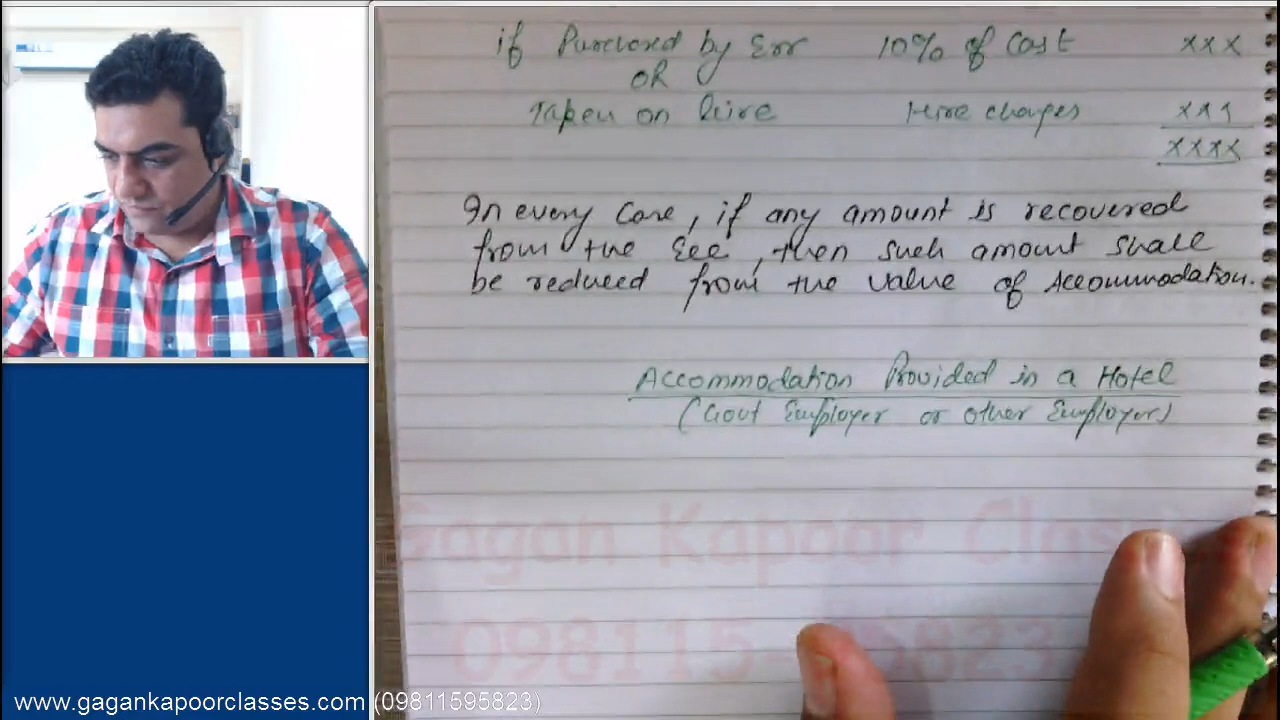 if Purchased by Err 10% of Cost xxx
OR
Taken on hire Hire charges xxx
xxxx
In every Case, if any amount is recovered
from the Eee, then such amount shall
be reduced from the value of Accommodation.
Accommodation Provided in a Hotel
(Govt Employer or other Employer)
Gagan Kapoor Classes
098115-95823
www.gagankapoorclasses.com (09811595823)